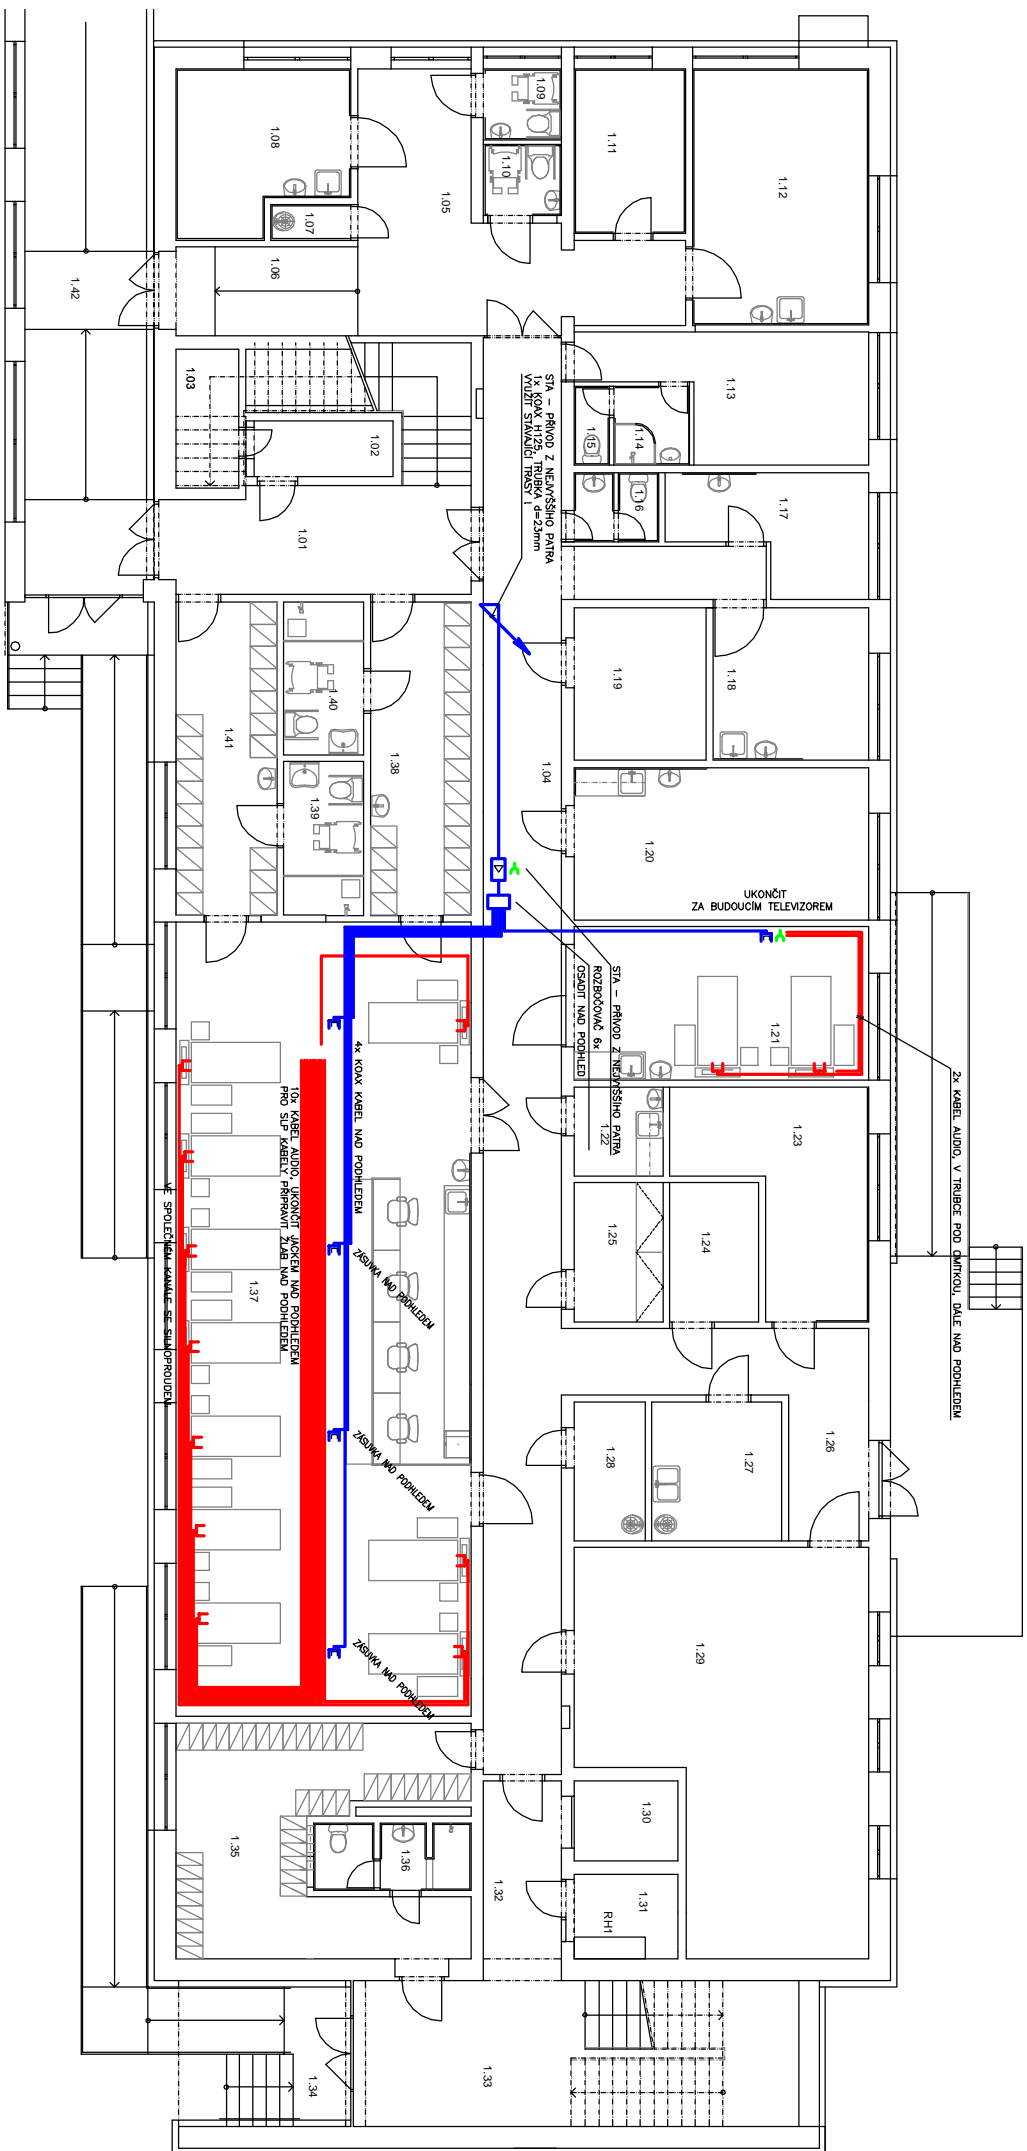 1.09
1.08
1.11
1.12
1.10
1.05
1.07
1.06
1.42
1.03
1.02
1.13
1.14
1.15
1.16
1.17
1.01
STA – PŘÍVOD Z NEJVYŠŠÍHO PATRA
1x KOAX H125, TRUBKA d=23mm
VYUŽÍT STÁVAJÍCÍ TRASY !
1.19
1.18
1.40
1.41
1.38
1.39
1.04
1.20
UKONČIT
ZA BUDOUCÍM TELEVIZOREM
STA – PŘÍVOD Z NEJVYŠŠÍHO PATRA
ROZBOČOVAČ 6x
OSADIT NAD PODHLED
1.21
2x KABEL AUDIO, V TRUBCE POD OMÍTKOU, DÁLE NAD PODHLEDEM
1.22
1.23
1.24
1.25
4x KOAX KABEL NAD PODHLEDEM
10x KABEL AUDIO, UKONČIT JACKEM NAD PODHLEDEM
PRO SLP KABELY PŘIPRAVIT ŽLAB NAD PODHLEDEM
VE SPOLEČNÉM KANÁLE SE SILNOPROUDEM
1.37
ZÁSUVKA NAD PODHLEDEM
ZÁSUVKA NAD PODHLEDEM
ZÁSUVKA NAD PODHLEDEM
1.26
1.27
1.28
1.29
1.30
1.31
RH1
1.32
1.35
1.36
1.33
1.34